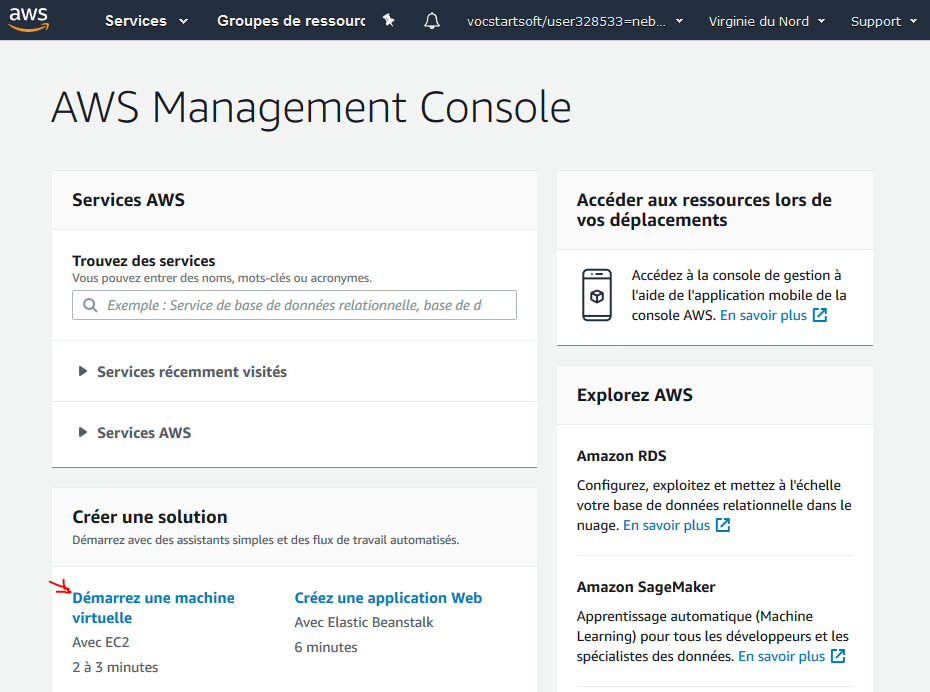 aws
Services
Groupes de ressourc
vocstartsoft/user328533=neb...
Virginie du Nord
Support
AWS Management Console
Services AWS
Trouvez des services
Vous pouvez entrer des noms, mots-clés ou acronymes.
Exemple : Service de base de données relationnelle, base de d
Services récemment visités
Services AWS
Créer une solution
Démarrez avec des assistants simples et des flux de travail automatisés.
Démarrez une machine
virtuelle
Avec EC2
2 à 3 minutes
Créez une application Web
Avec Elastic Beanstalk
6 minutes
Accéder aux ressources lors de
vos déplacements
Accédez à la console de gestion à
l'aide de l'application mobile de la
console AWS. En savoir plus
Explorez AWS
Amazon RDS
Configurez, exploitez et mettez à l'échelle
votre base de données relationnelle dans le
nuage. En savoir plus
Amazon SageMaker
Apprentissage automatique (Machine
Learning) pour tous les développeurs et les
spécialistes des données. En savoir plus